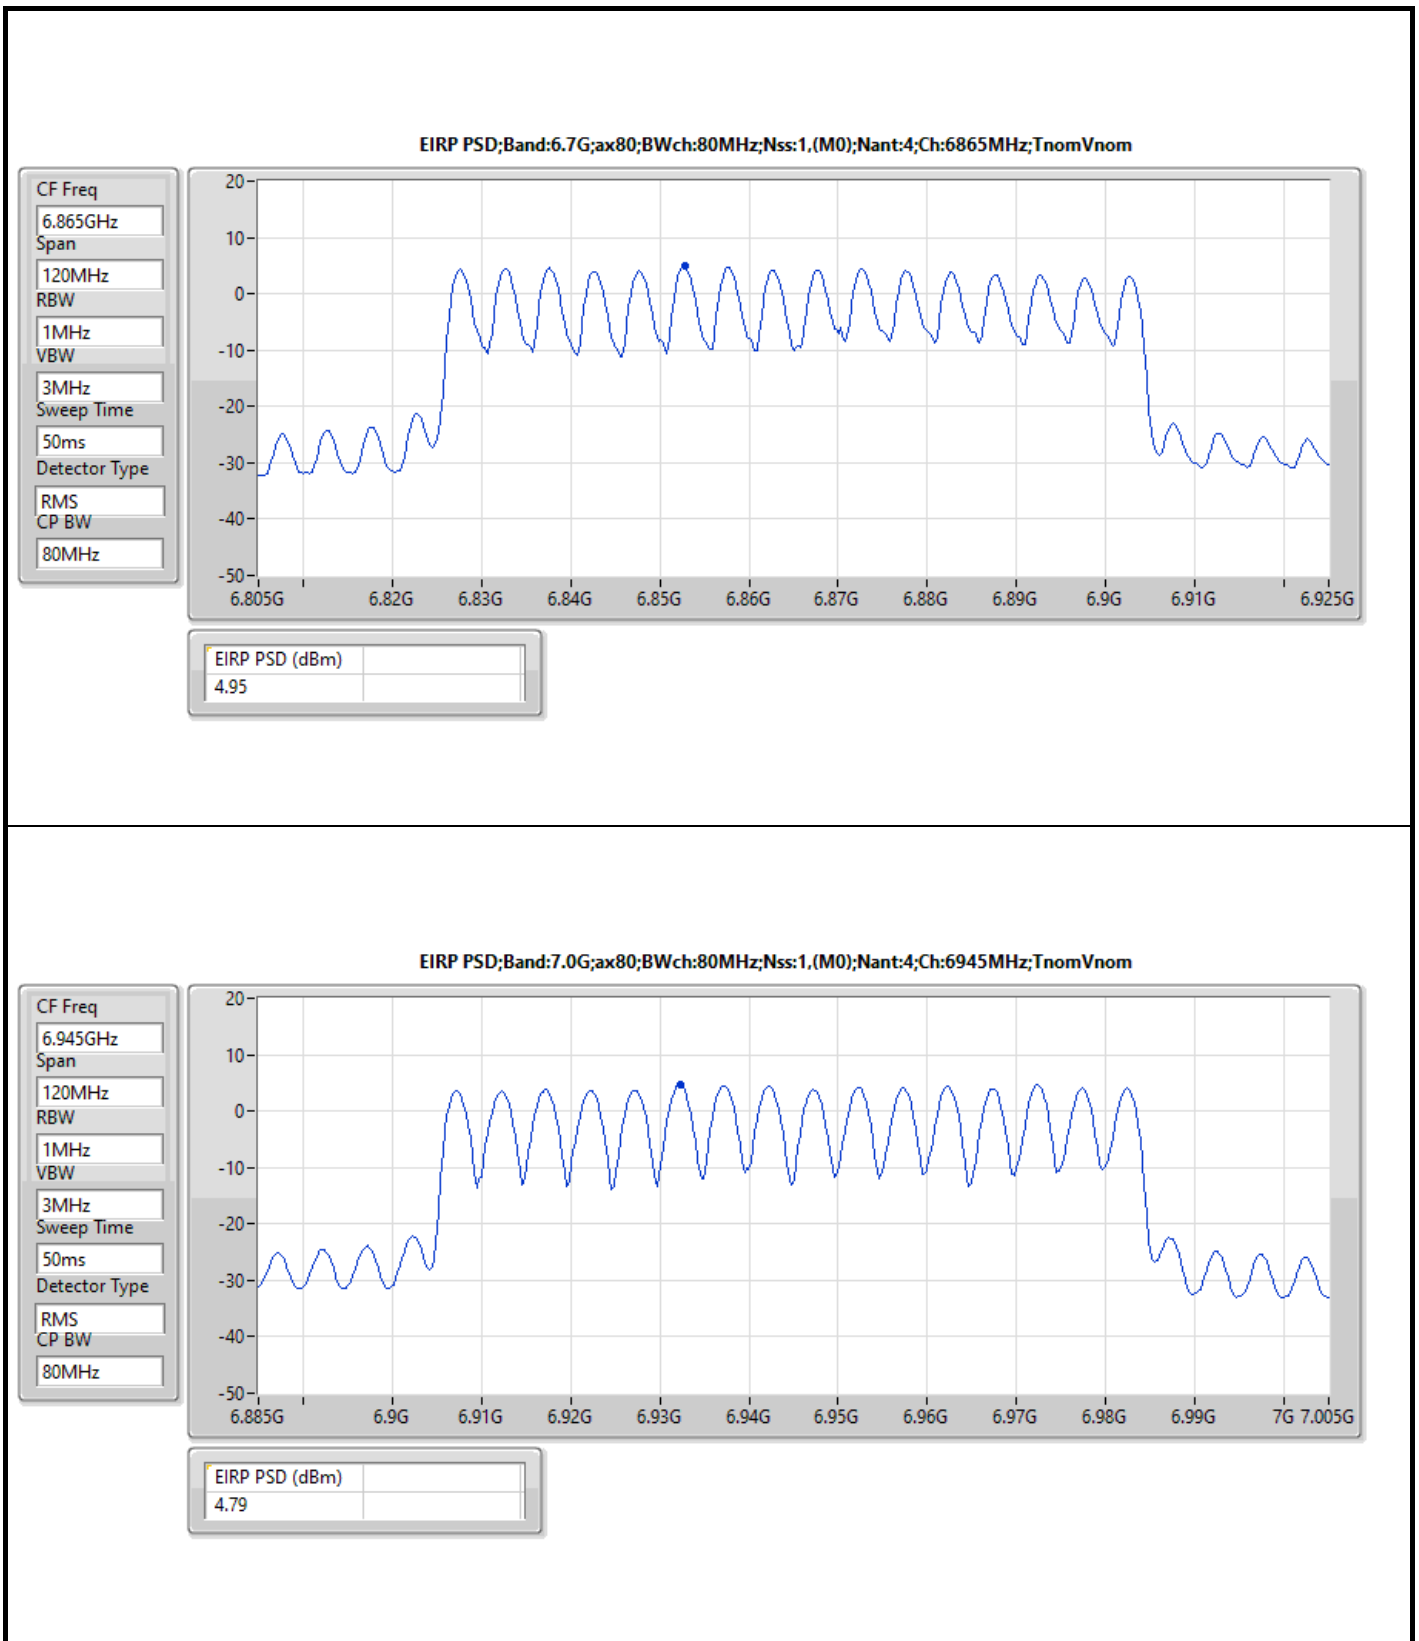 EIRP PSD;Band:6.7G;ax80;BWch:80MHz;Nss:1,(M0);Nant:4;Ch:6865MHz;TnomVnom
CF Freq
6.865GHz
Span
120MHz
RBW
1MHz
VBW
3MHz
Sweep Time
50ms
Detector Type
RMS
CP BW
80MHz
20
10
0
-10
-20
-30
-40
-50
6.805G 6.82G 6.83G 6.84G 6.85G 6.86G 6.87G 6.88G 6.89G 6.9G 6.91G 6.925G
EIRP PSD (dBm)
4.95
EIRP PSD;Band:7.0G;ax80;BWch:80MHz;Nss:1,(M0);Nant:4;Ch:6945MHz;TnomVnom
CF Freq
6.945GHz
Span
120MHz
RBW
1MHz
VBW
3MHz
Sweep Time
50ms
Detector Type
RMS
CP BW
80MHz
20
10
0
-10
-20
-30
-40
-50
6.885G 6.9G 6.91G 6.92G 6.93G 6.94G 6.95G 6.96G 6.97G 6.98G 6.99G 7G 7.005G
EIRP PSD (dBm)
4.79